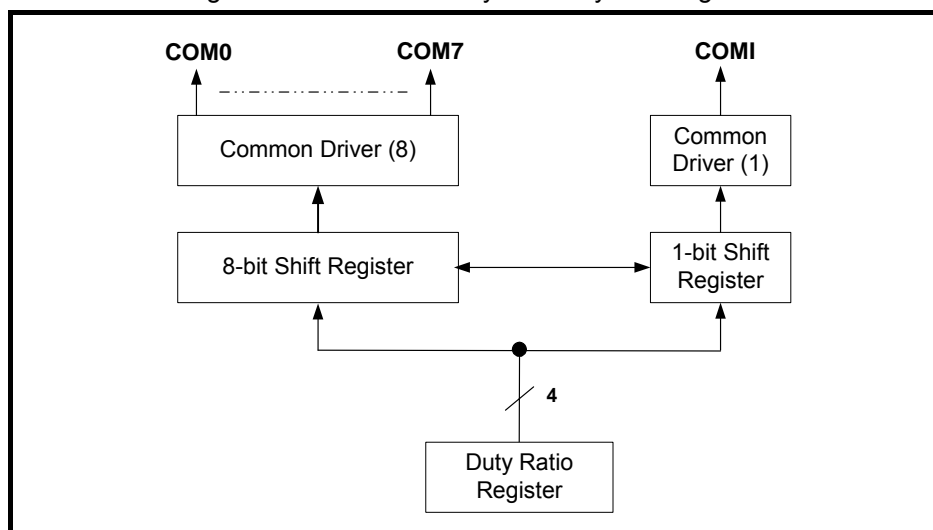 COM0
COM7
COMI
Common Driver (8)
Common
Driver (1)
8-bit Shift Register
1-bit Shift
Register
4
Duty Ratio
Register